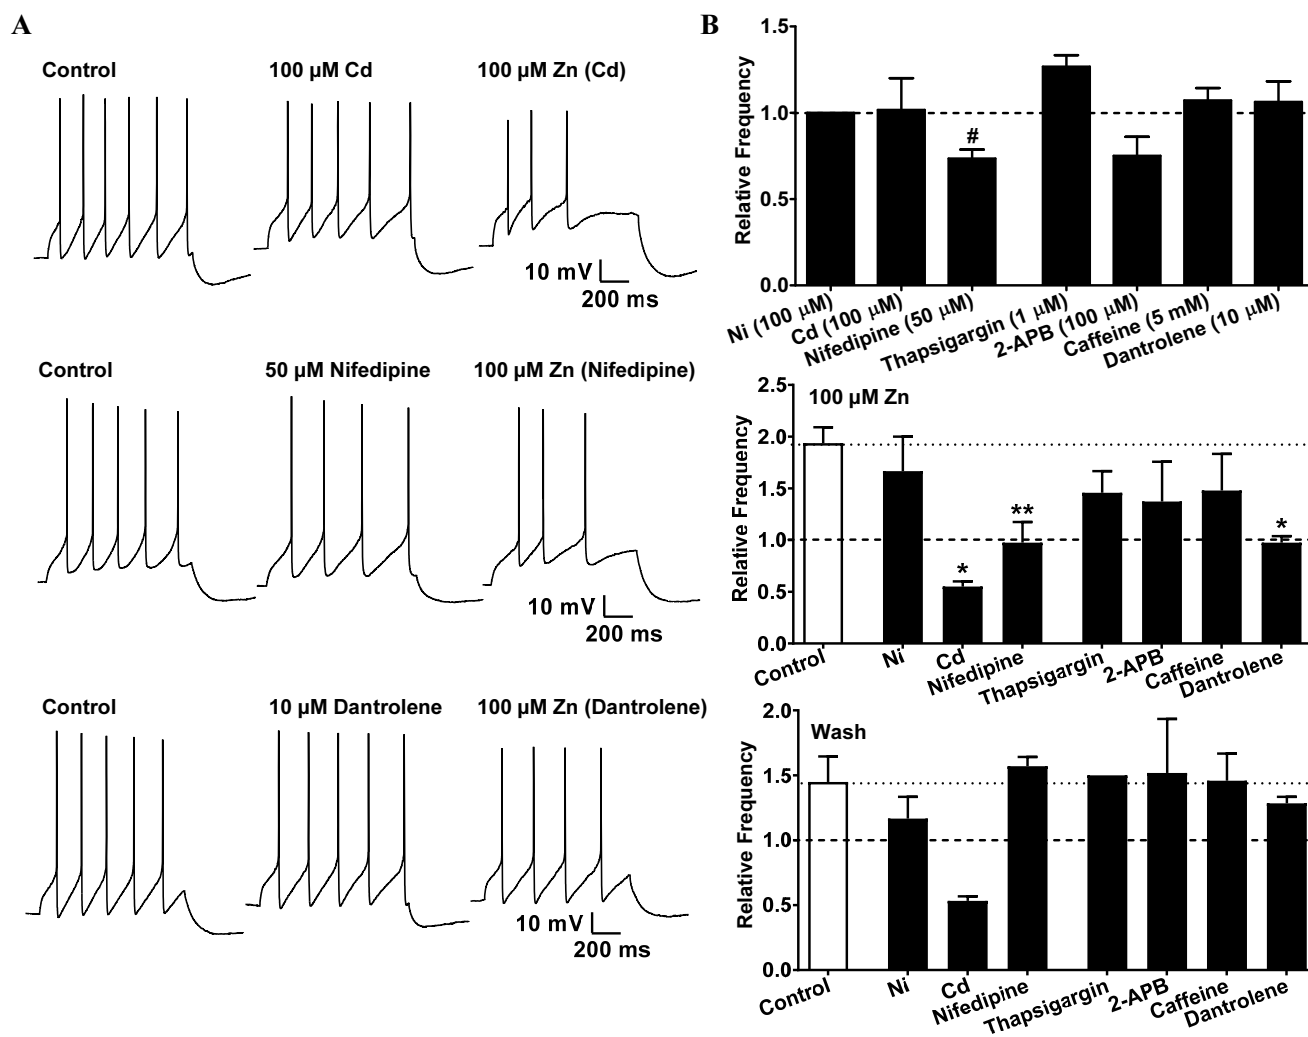 A
Control
100 µM Cd
100 µM Zn (Cd)
10 mV
200 ms
Control
50 µM Nifedipine
100 µM Zn (Nifedipine)
10 mV
200 ms
Control
10 µM Dantrolene
100 µM Zn (Dantrolene)
10 mV
200 ms
B
Relative Frequency
1.5
1.0
0.5
0.0
#
Ni (100 µM)
Cd (100 µM)
Nifedipine (50 µM)
Thapsigargin (1 µM)
2-APB (100 µM)
Caffeine (5 mM)
Dantrolene (10 µM)
100 µM Zn
Relative Frequency
2.5
2.0
1.5
1.0
0.5
0.0
*
**
*
Control
Ni
Cd
Nifedipine
Thapsigargin
2-APB
Caffeine
Dantrolene
Wash
Relative Frequency
2.0
1.5
1.0
0.5
0.0
Control
Ni
Cd
Nifedipine
Thapsigargin
2-APB
Caffeine
Dantrolene